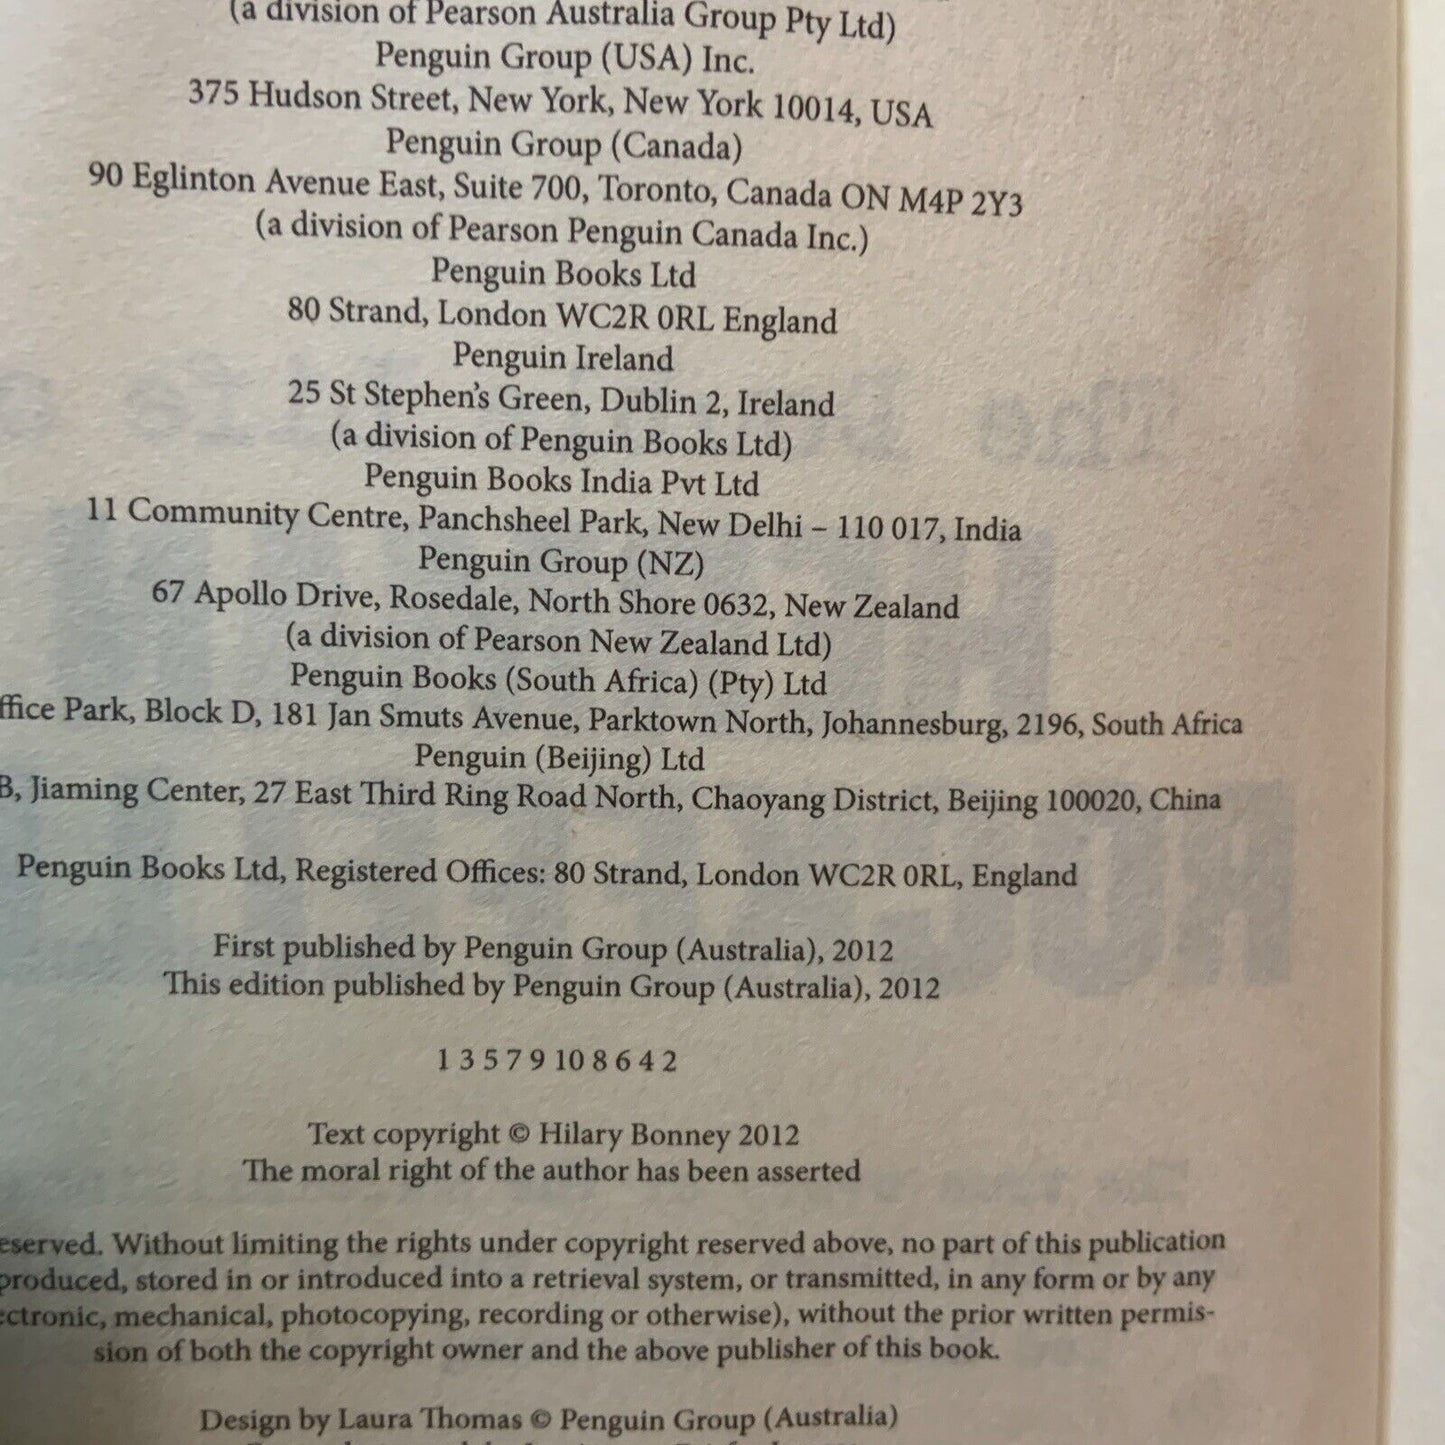 (a division of Pearson Australia Group Pty Ltd)
Penguin Group (USA) Inc.
375 Hudson Street, New York, New York 10014, USA
Penguin Group (Canada)
90 Eglinton Avenue East, Suite 700, Toronto, Canada ON M4P 2Y3
(a division of Pearson Penguin Canada Inc.)
Penguin Books Ltd
80 Strand, London WC2R 0RL England
Penguin Ireland
25 St Stephen's Green, Dublin 2, Ireland
(a division of Penguin Books Ltd)
Penguin Books India Pvt Ltd
11 Community Centre, Panchsheel Park, New Delhi – 110 017, India
Penguin Group (NZ)
67 Apollo Drive, Rosedale, North Shore 0632, New Zealand
(a division of Pearson New Zealand Ltd)
Penguin Books (South Africa) (Pty) Ltd
ffice Park, Block D, 181 Jan Smuts Avenue, Parktown North, Johannesburg, 2196, South Africa
Penguin (Beijing) Ltd
B, Jiaming Center, 27 East Third Ring Road North, Chaoyang District, Beijing 100020, China
Penguin Books Ltd, Registered Offices: 80 Strand, London WC2R 0RL, England
First published by Penguin Group (Australia), 2012
This edition published by Penguin Group (Australia), 2012
1 3 5 7 9 10 8 6 4 2
Text copyright © Hilary Bonney 2012
The moral right of the author has been asserted
eserved. Without limiting the rights under copyright reserved above, no part of this publication
produced, stored in or introduced into a retrieval system, or transmitted, in any form or by any
ectronic, mechanical, photocopying, recording or otherwise), without the prior written permis-
sion of both the copyright owner and the above publisher of this book.
Design by Laura Thomas © Penguin Group (Australia)